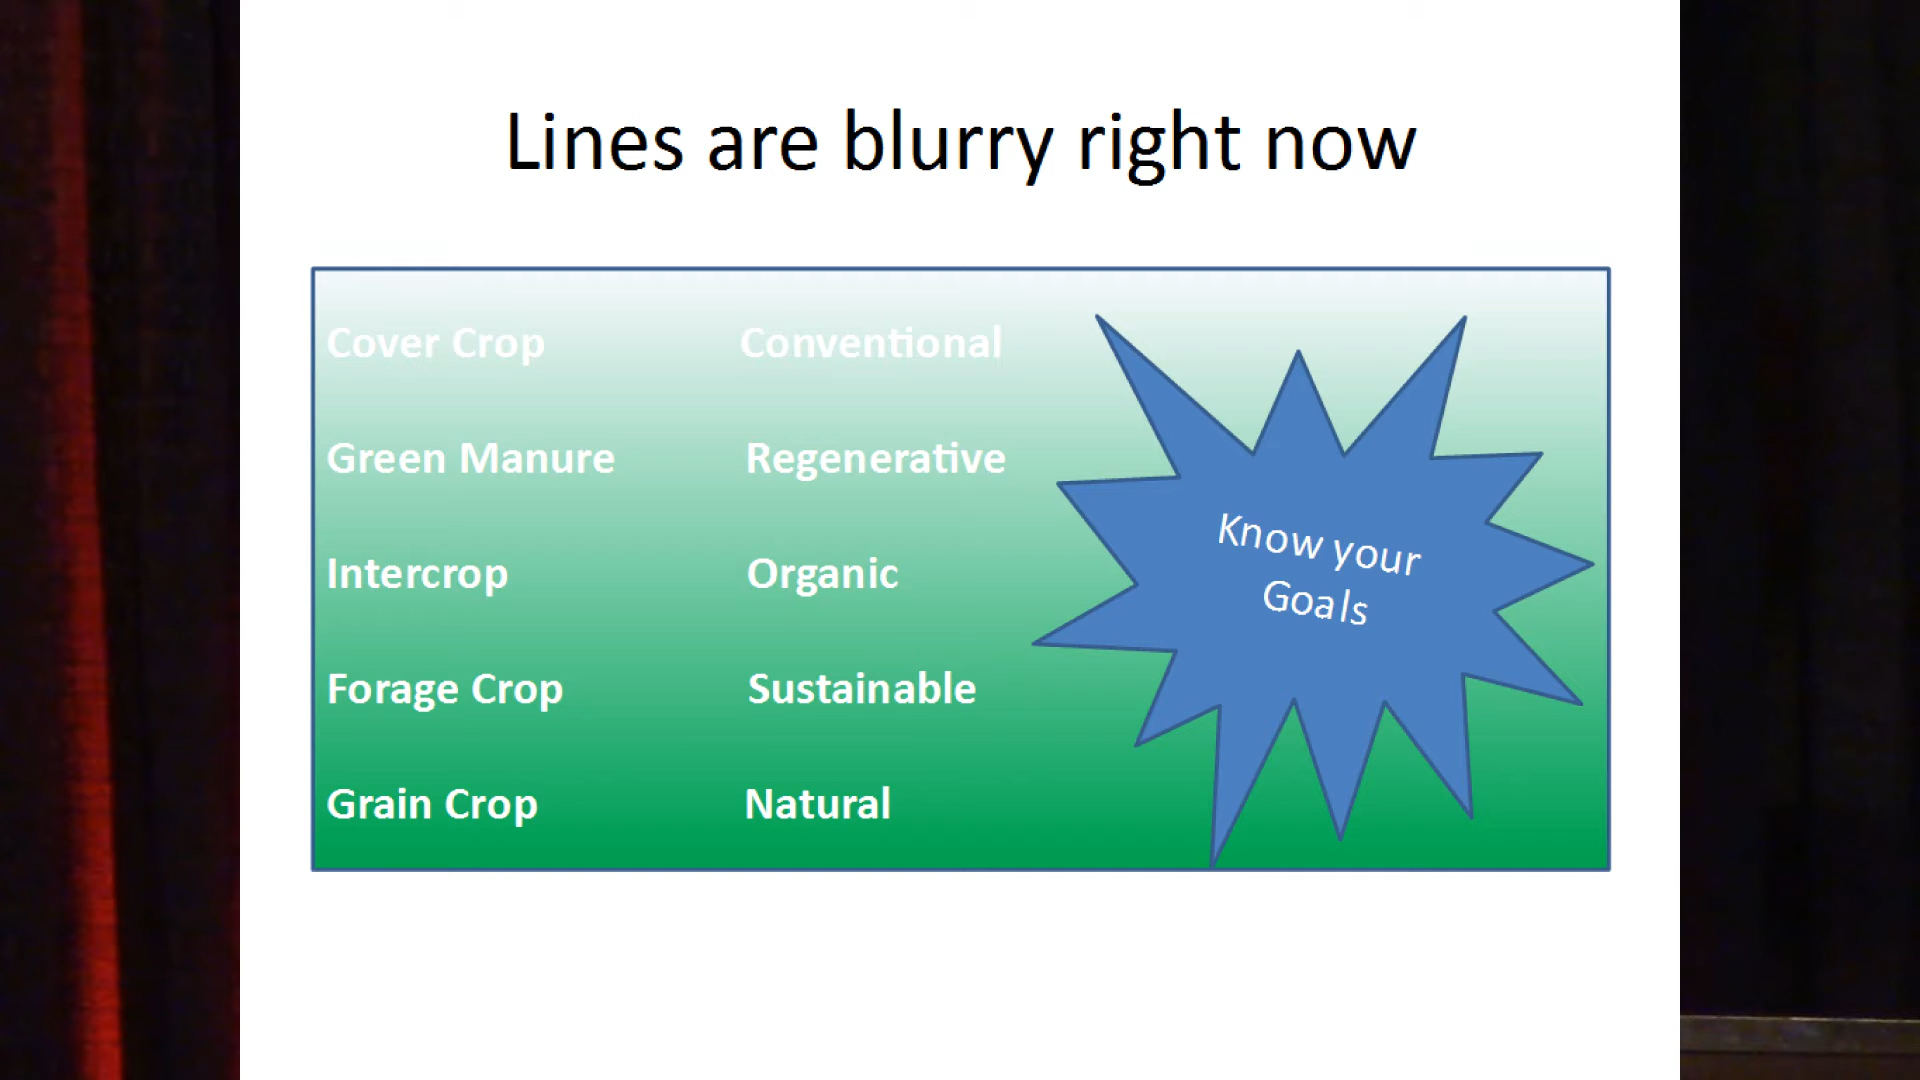 Lines are blurry right now
Cover Crop Conventional
Green Manure Regenerative
Intercrop Organic
Forage Crop Sustainable
Grain Crop Natural
Know your
Goals